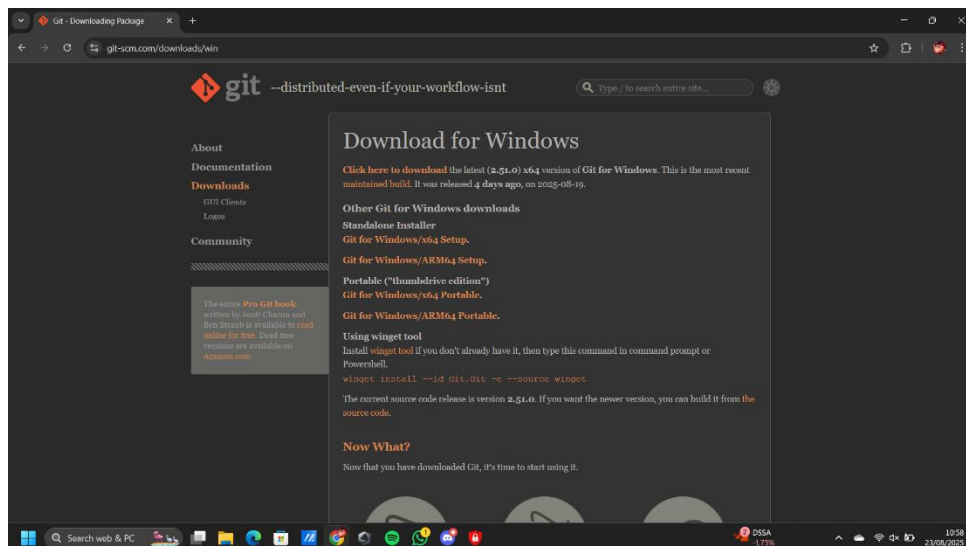 Git - Downloading Package
git-scm.com/downloads/win
git --distributed-even-if-your-workflow-isnt
Type / to search entire site...
About
Documentation
Downloads
GUI Clients
Logos
Community
The entire Pro Git book
written by Scott Chacon and
Ben Straub is available to read
online for free. Dead tree
versions are available on
Amazon.com.
Download for Windows
Click here to download the latest (2.51.0) x64 version of Git for Windows. This is the most recent
maintained build. It was released 4 days ago, on 2025-08-19.
Other Git for Windows downloads
Standalone Installer
Git for Windows/x64 Setup.
Git for Windows/ARM64 Setup.
Portable ("thumbdrive edition")
Git for Windows/x64 Portable.
Git for Windows/ARM64 Portable.
Using winget tool
Install winget tool if you don't already have it, then type this command in command prompt or
Powershell.
winget install --id Git.Git -e --source winget
The current source code release is version 2.51.0. If you want the newer version, you can build it from the
source code.
Now What?
Now that you have downloaded Git, it's time to start using it.
Search web & PC
2
DSSA
-1,75%
10:58
23/08/2025